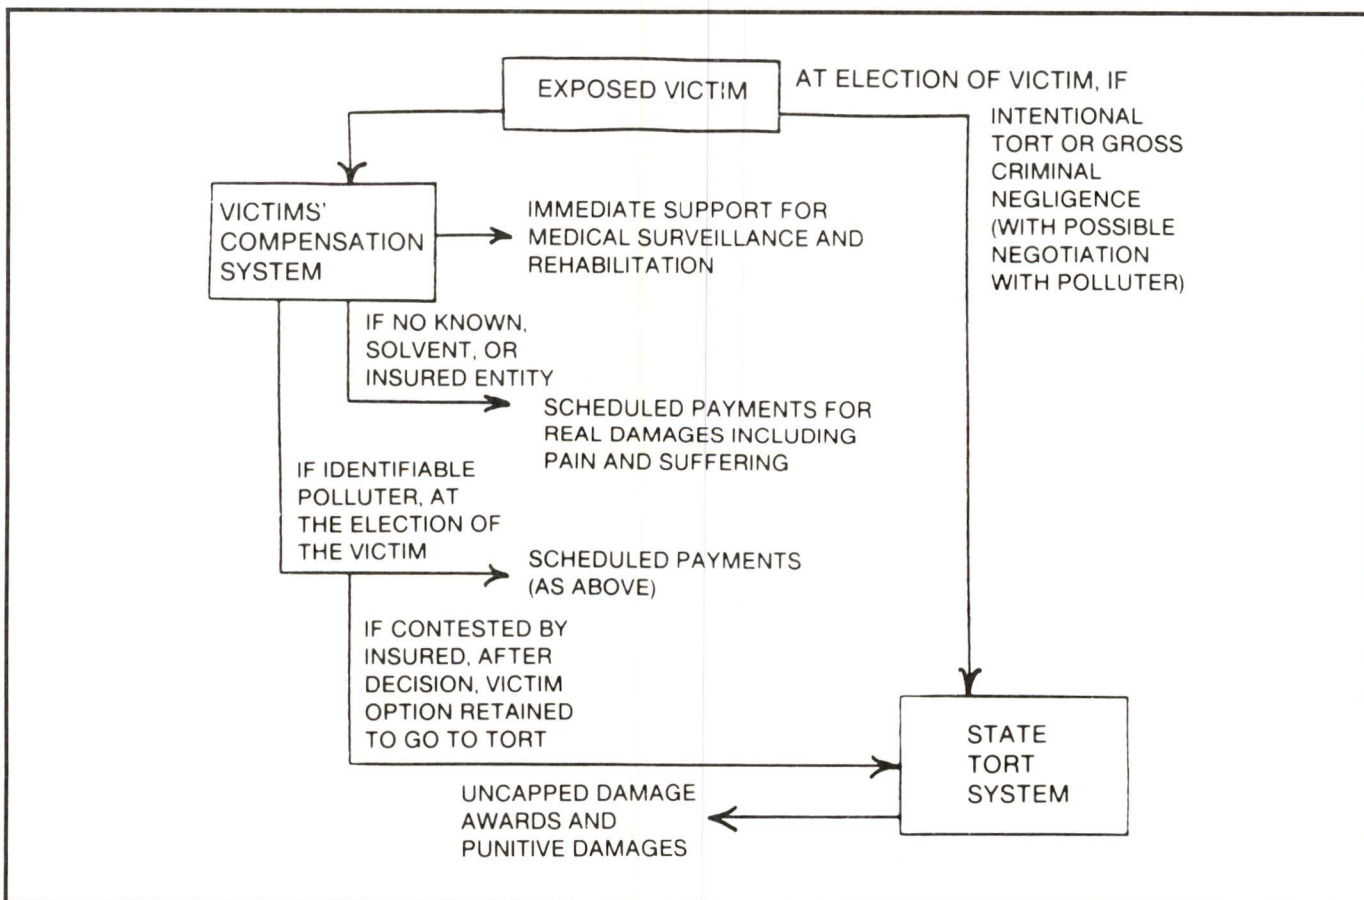 EXPOSED VICTIM
AT ELECTION OF VICTIM, IF
INTENTIONAL
TORT OR GROSS
CRIMINAL
NEGLIGENCE
(WITH POSSIBLE
NEGOTIATION
WITH POLLUTER)
VICTIMS'
COMPENSATION
SYSTEM
IMMEDIATE SUPPORT FOR
MEDICAL SURVEILLANCE AND
REHABILITATION
IF NO KNOWN,
SOLVENT, OR
INSURED ENTITY
SCHEDULED PAYMENTS FOR
REAL DAMAGES INCLUDING
PAIN AND SUFFERING
IF IDENTIFIABLE
POLLUTER, AT
THE ELECTION OF
THE VICTIM
SCHEDULED PAYMENTS
(AS ABOVE)
IF CONTESTED BY
INSURED, AFTER
DECISION, VICTIM
OPTION RETAINED
TO GO TO TORT
STATE
TORT
SYSTEM
UNCAPPED DAMAGE
AWARDS AND
PUNITIVE DAMAGES